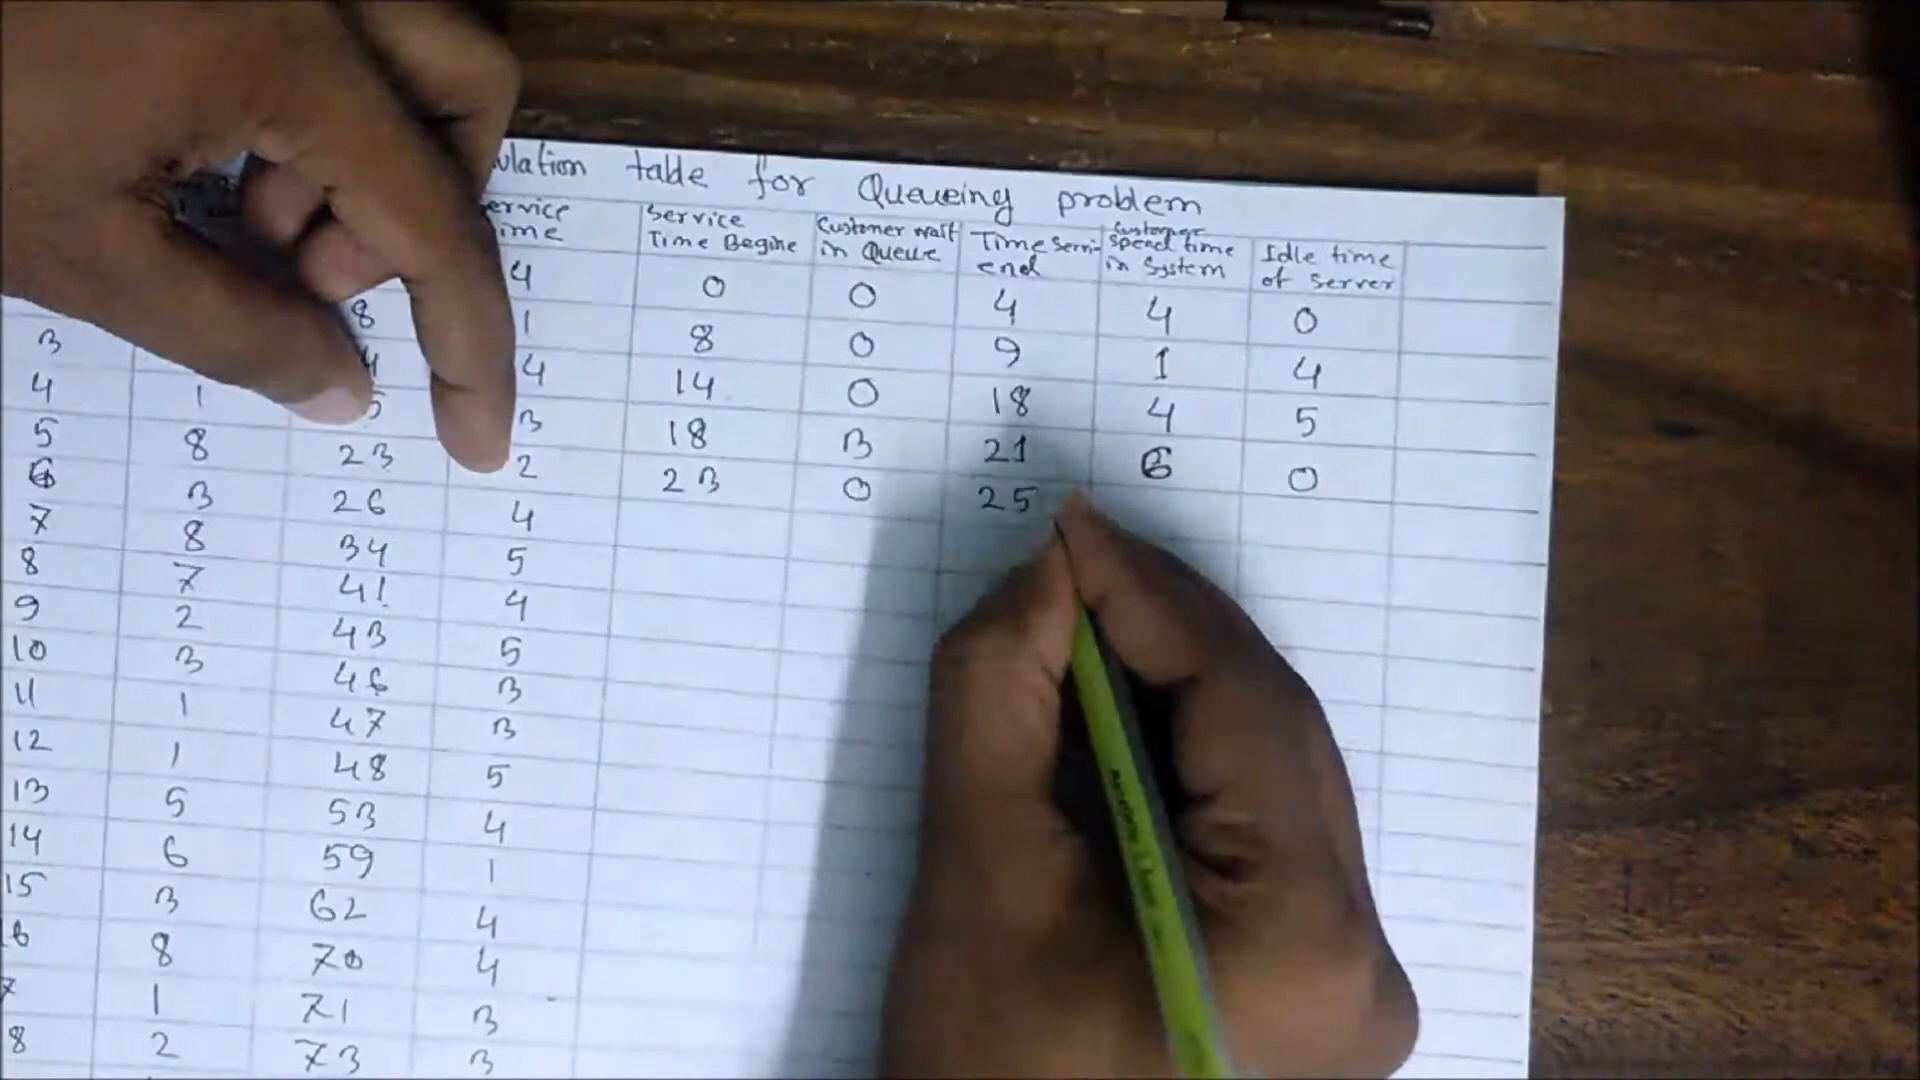 table for Queueing problem
Service Time Begine Customer wait in Queue Time Servi- end Customer Spend time in System Idle time of Server
4 0 0 4 4 0
8 1 8 0 9 1 4
3 4 14 0 18 4 5
4 1 3 18 3 21 6 0
5 8 23 2 23 0 25
6 3 26 4
7 8 34 5
8 7 41 4
9 2 43 5
10 3 46 3
11 1 47 3
12 1 48 5
13 5 53 4
14 6 59 1
15 3 62 4
6 8 70 4
7 1 71 3
8 2 73 3